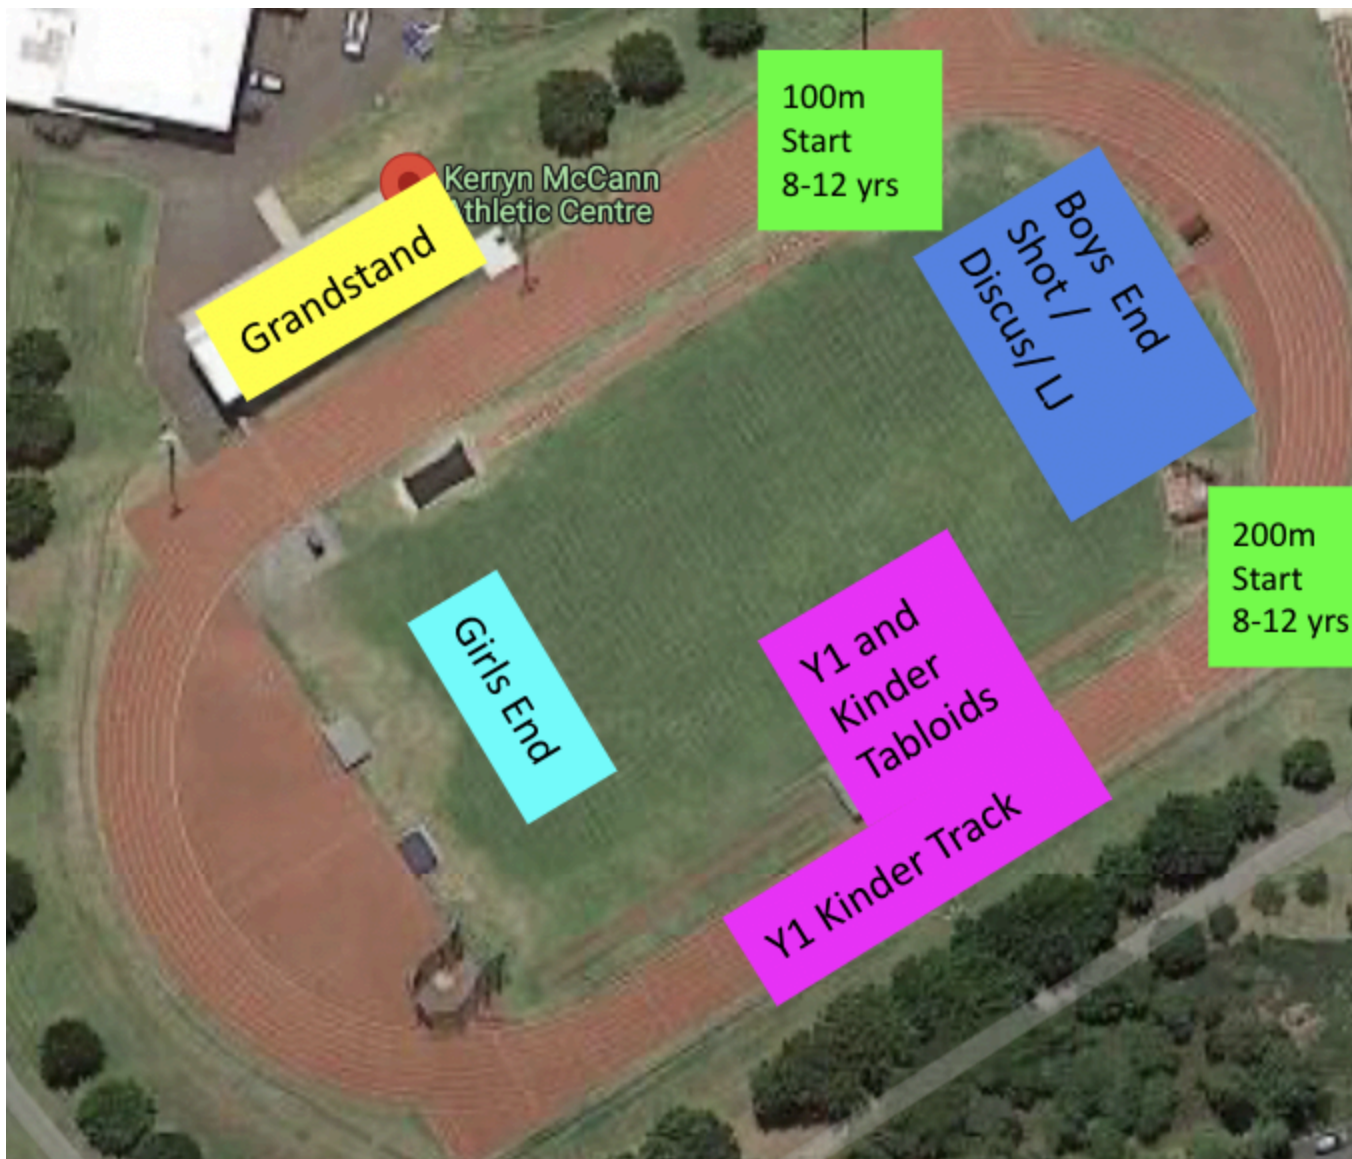 100m
Start
8-12 yrs
Kerryn McCann
Athletic Centre
Grandstand
Boys End
Shot /
Discus/ LJ
200m
Start
8-12 yrs
Girls End
Y1 and
Kinder
Tabloids
Y1 Kinder Track